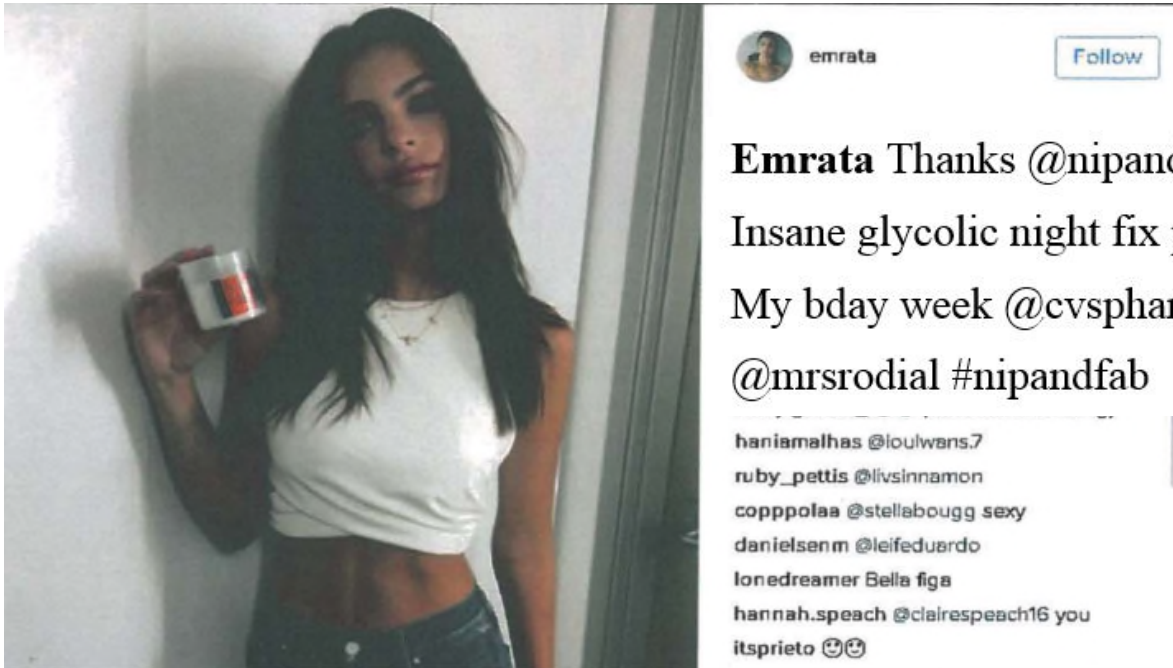 emrata
Follow
Emrata Thanks @nipand
Insane glycolic night fix
My bday week @cvsphar
@mrsrodial #nipandfab
haniamalhas @loulwans.7
ruby_pettis @livsinnamon
copppolaa @stellabougg sexy
danielsenm @leifeduardo
lonedreamer Bella figa
hannah.speach @clairespeach16 you
itsprieto 🙂🙂